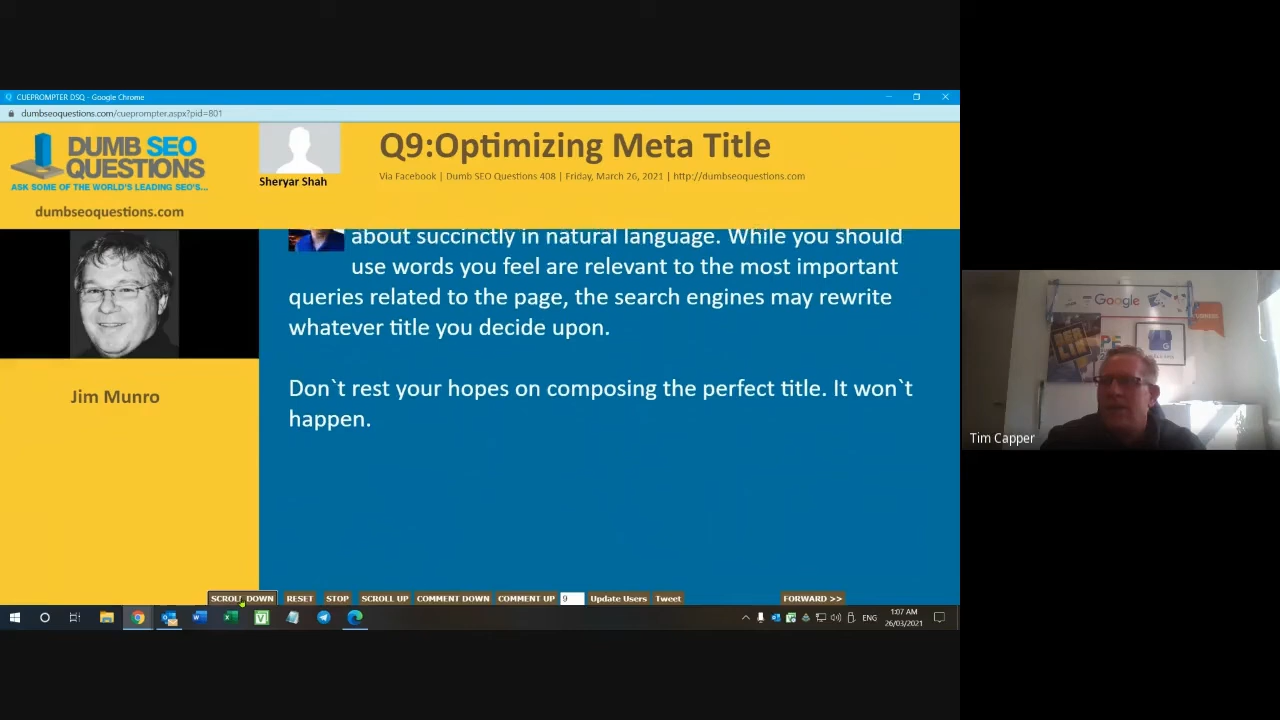 CUEPROMPTER DSQ - Google Chrome
dumbseoquestions.com/cueprompter.aspx?pid=801
DUMB SEO
QUESTIONS
ASK SOME OF THE WORLD'S LEADING SEO'S...
dumbseoquestions.com
Sheryar Shah
Q9:Optimizing Meta Title
Via Facebook | Dumb SEO Questions 408 | Friday, March 26, 2021 | http://dumbseoquestions.com
Jim Munro
about succinctly in natural language. While you should
use words you feel are relevant to the most important
queries related to the page, the search engines may rewrite
whatever title you decide upon.
Don`t rest your hopes on composing the perfect title. It won`t
happen.
SCROLL DOWN RESET STOP SCROLL UP COMMENT DOWN COMMENT UP 9 Update Users Tweet FORWARD >>
ENG
1:07 AM
26/03/2021
Google
Tim Capper